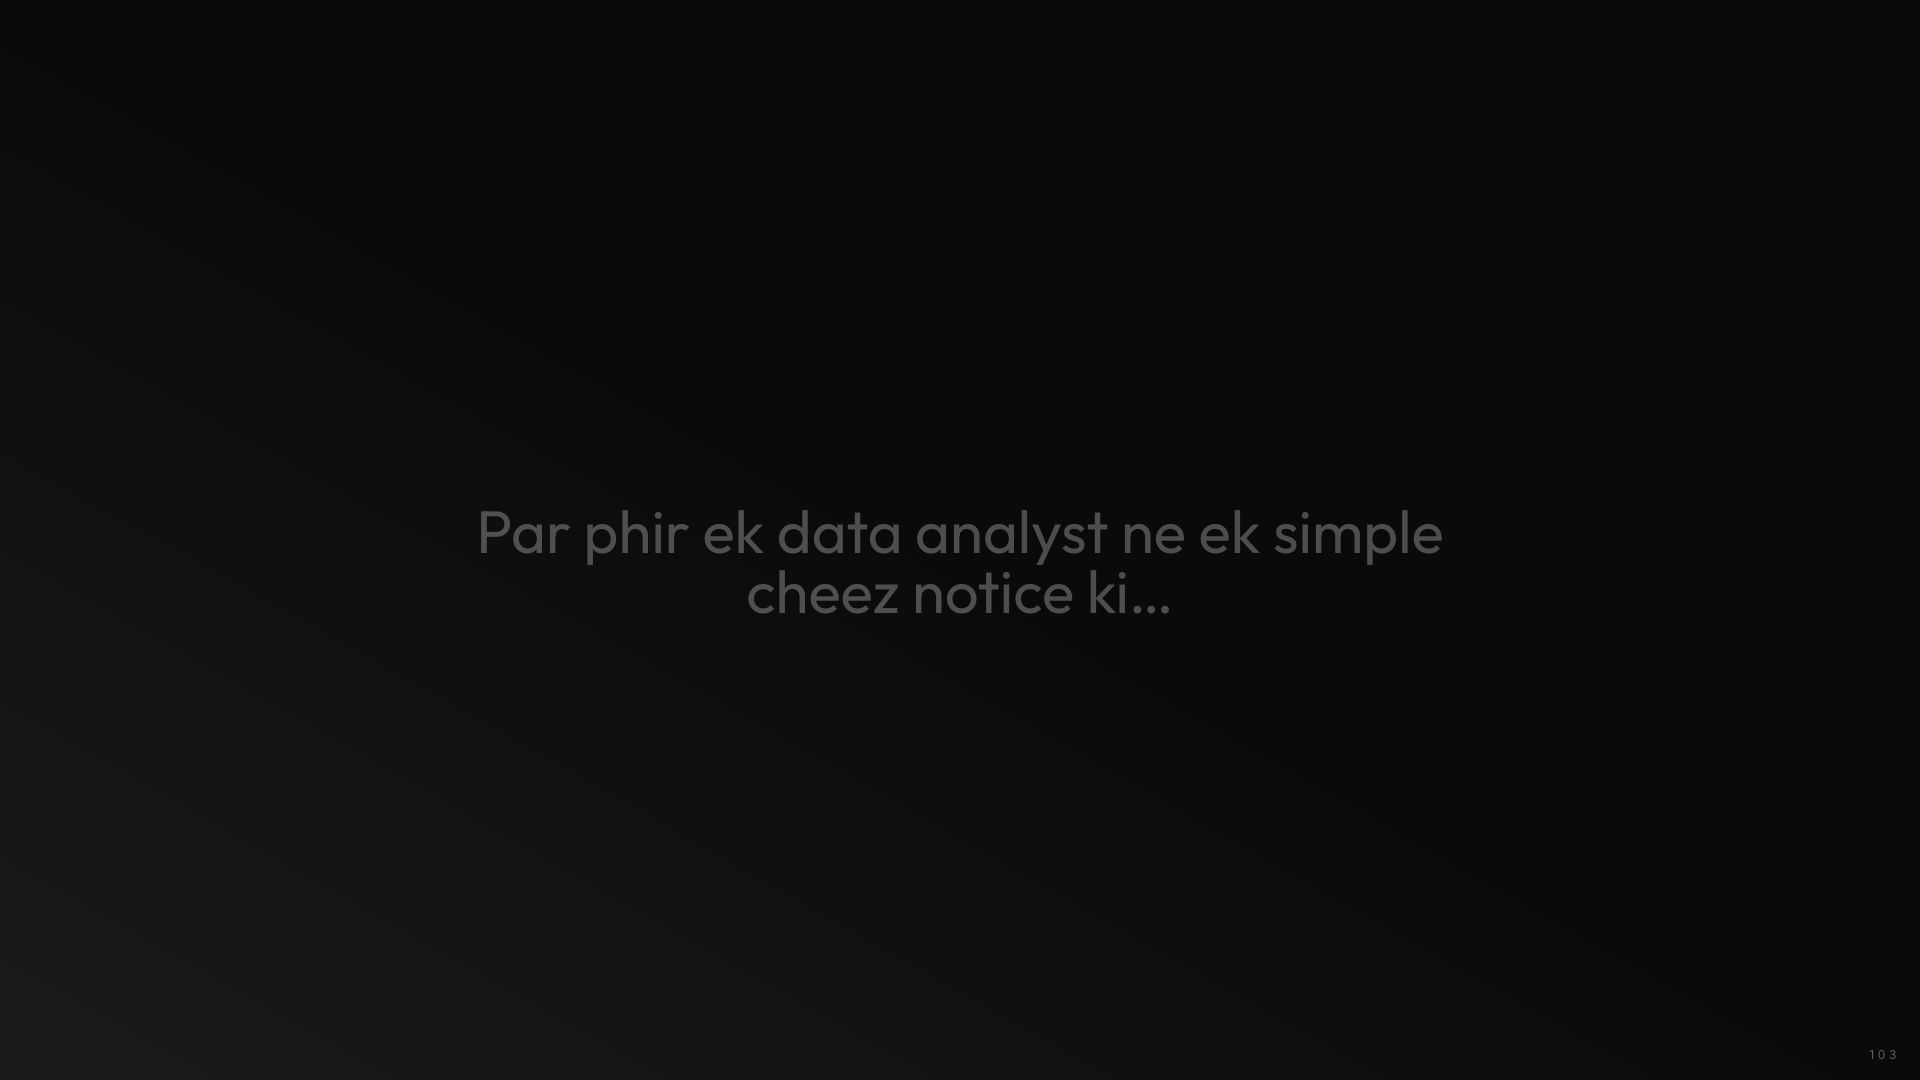 Par phir ek data analyst ne ek simple
cheez notice ki...
103